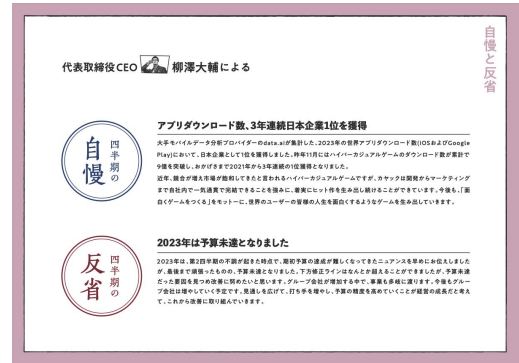 自慢と反省
代表取締役CEO 柳澤大輔による
四半期の
自慢
アプリダウンロード数、3年連続日本企業1位を獲得
大手モバイルデータ分析プロバイダーのdata.aiが集計した、2023年の世界アプリダウンロード数(iOSおよびGoogle
Play)において、日本企業として1位を獲得しました。昨年11月にはハイパーカジュアルゲームのダウンロード数が累計で
9億を突破し、おかげさまで2021年から3年連続の1位獲得となりました。
近年、競合が増え市場が飽和してきたと言われるハイパーカジュアルゲームですが、カヤックは開発からマーケティング
まで自社内で一気通貫で完結できることを強みに、着実にヒット作を生み出し続けることができています。今後も、「面
白くゲームをつくる」をモットーに、世界のユーザーの皆様の人生を面白くするようなゲームを生み出していきます。
四半期の
反省
2023年は予算未達となりました
2023年は、第2四半期の不調が起きた時点で、期初予算の達成が難しくなってきたニュアンスを早めにお伝えしました
が、最後まで頑張ったものの、予算未達となりました。下方修正ラインはなんとか超えることができましたが、予算未達
だった要因を見つめ改善に努めたいと思います。グループ会社が増加する中で、事業も多岐に渡ります。今後もグルー
プ会社は増やしていく予定です。見通しを広げて、打ち手を増やし、予算の精度を高めていくことが経営の成長だと考え
て、これから改善に取り組んでいきます。